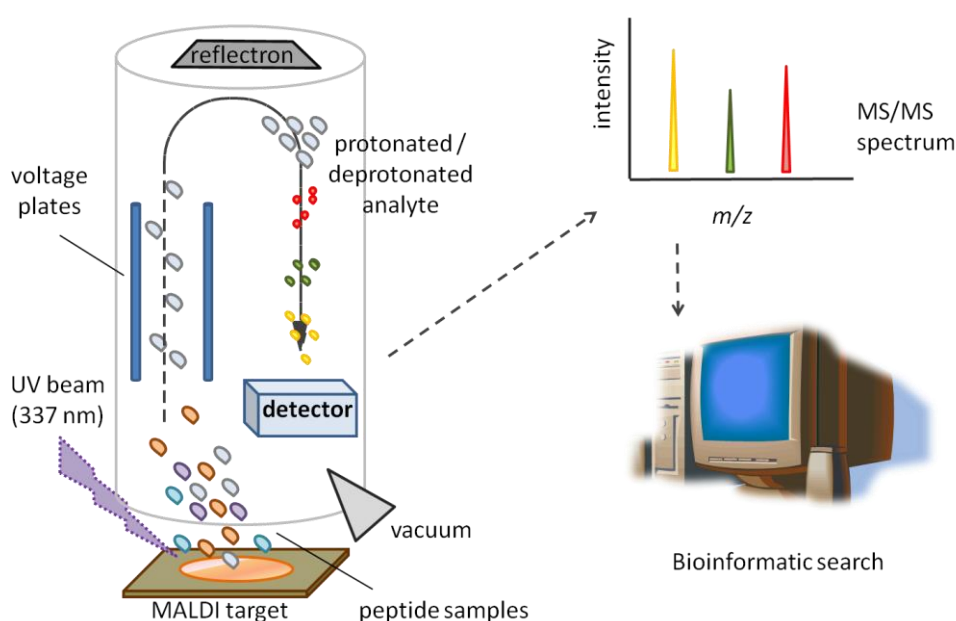 reflectron
voltage
plates
protonated /
deprotonated
analyte
UV beam
(337 nm)
detector
vacuum
MALDI target
peptide samples
intensity
MS/MS
spectrum
m/z
Bioinformatic search